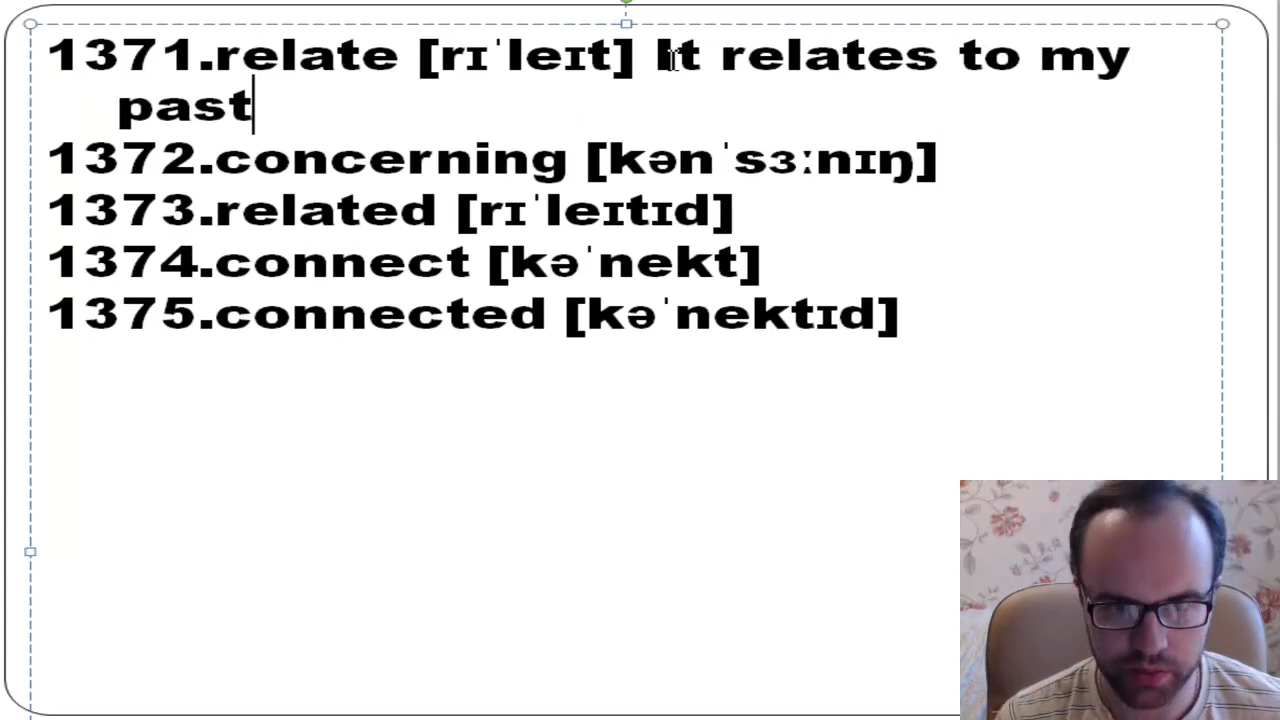 1371.relate [rɪˈleɪt] It relates to my
past
1372.concerning [kənˈsɜːnɪŋ]
1373.related [rɪˈleɪtɪd]
1374.connect [kəˈnekt]
1375.connected [kəˈnektɪd]